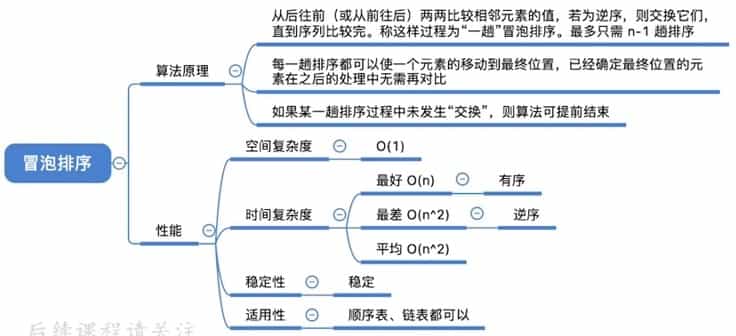 从后往前（或从前往后）两两比较相邻元素的值，若为逆序，则交换它们，
直到序列比较完。称这样过程为“一趟”冒泡排序。最多只需 n-1 趟排序
算法原理
每一趟排序都可以使一个元素的移动到最终位置，已经确定最终位置的元
素在之后的处理中无需再对比
如果某一趟排序过程中未发生“交换”，则算法可提前结束
冒泡排序
空间复杂度
O(1)
最好 O(n)
有序
时间复杂度
最差 O(n^2)
逆序
性能
平均 O(n^2)
稳定性
稳定
适用性
顺序表、链表都可以
后续课程请关注